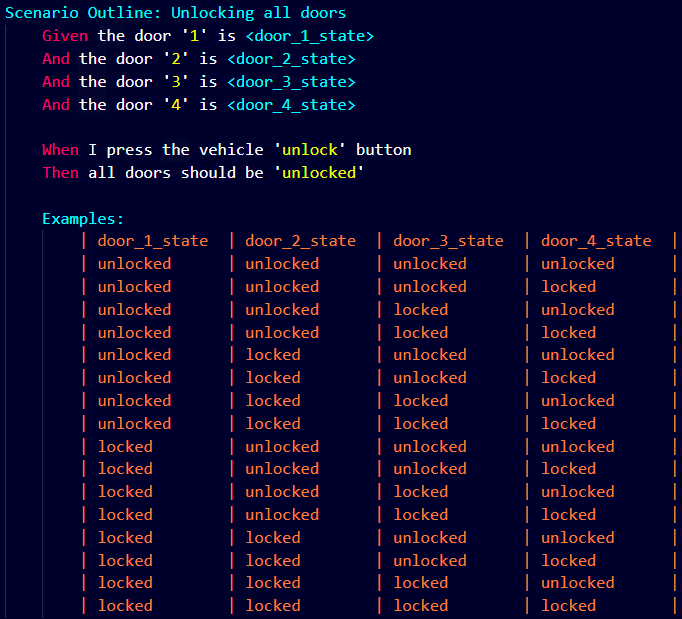 Scenario Outline: Unlocking all doors
Given the door '1' is <door_1_state>
And the door '2' is <door_2_state>
And the door '3' is <door_3_state>
And the door '4' is <door_4_state>
When I press the vehicle 'unlock' button
Then all doors should be 'unlocked'
Examples:
| door_1_state | door_2_state | door_3_state | door_4_state |
| unlocked | unlocked | unlocked | unlocked |
| unlocked | unlocked | unlocked | locked |
| unlocked | unlocked | locked | unlocked |
| unlocked | unlocked | locked | locked |
| unlocked | locked | unlocked | unlocked |
| unlocked | locked | unlocked | locked |
| unlocked | locked | locked | unlocked |
| unlocked | locked | locked | locked |
| locked | unlocked | unlocked | unlocked |
| locked | unlocked | unlocked | locked |
| locked | unlocked | locked | unlocked |
| locked | unlocked | locked | locked |
| locked | locked | unlocked | unlocked |
| locked | locked | unlocked | locked |
| locked | locked | locked | unlocked |
| locked | locked | locked | locked |